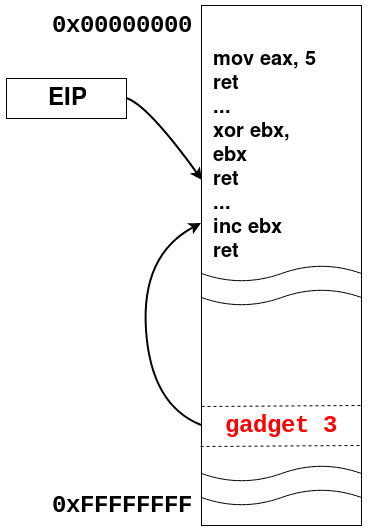 0x00000000
mov eax, 5
ret
...
EIP
xor ebx,
ebx
ret
...
inc ebx
ret
gadget 3
0xFFFFFFFF